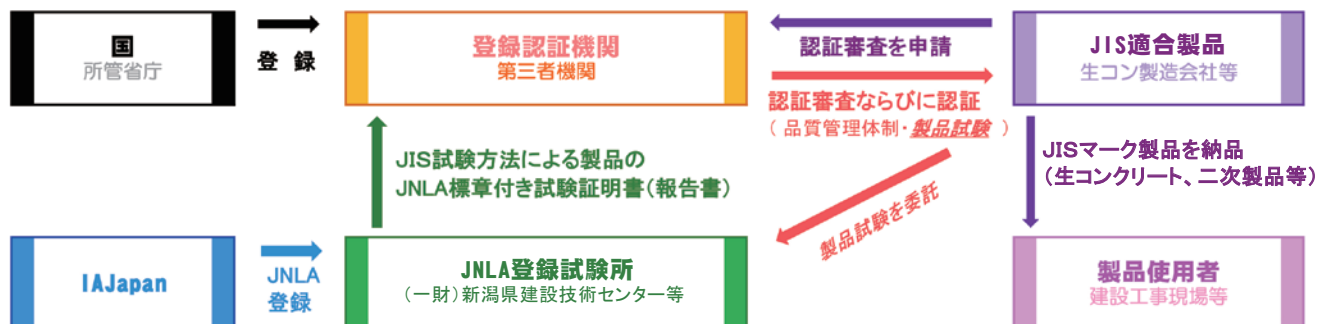 国
所管省庁
登 録
登録認証機関
第三者機関
認証審査を申請
認証審査ならびに認証
（ 品質管理体制・製品試験 ）
JIS適合製品
生コン製造会社等
JIS試験方法による製品の
JNLA標章付き試験証明書（報告書）
製品試験を委託
JISマーク製品を納品
（生コンクリート、二次製品等）
IAJapan
JNLA
登録
JNLA登録試験所
（一財）新潟県建設技術センター等
製品使用者
建設工事現場等